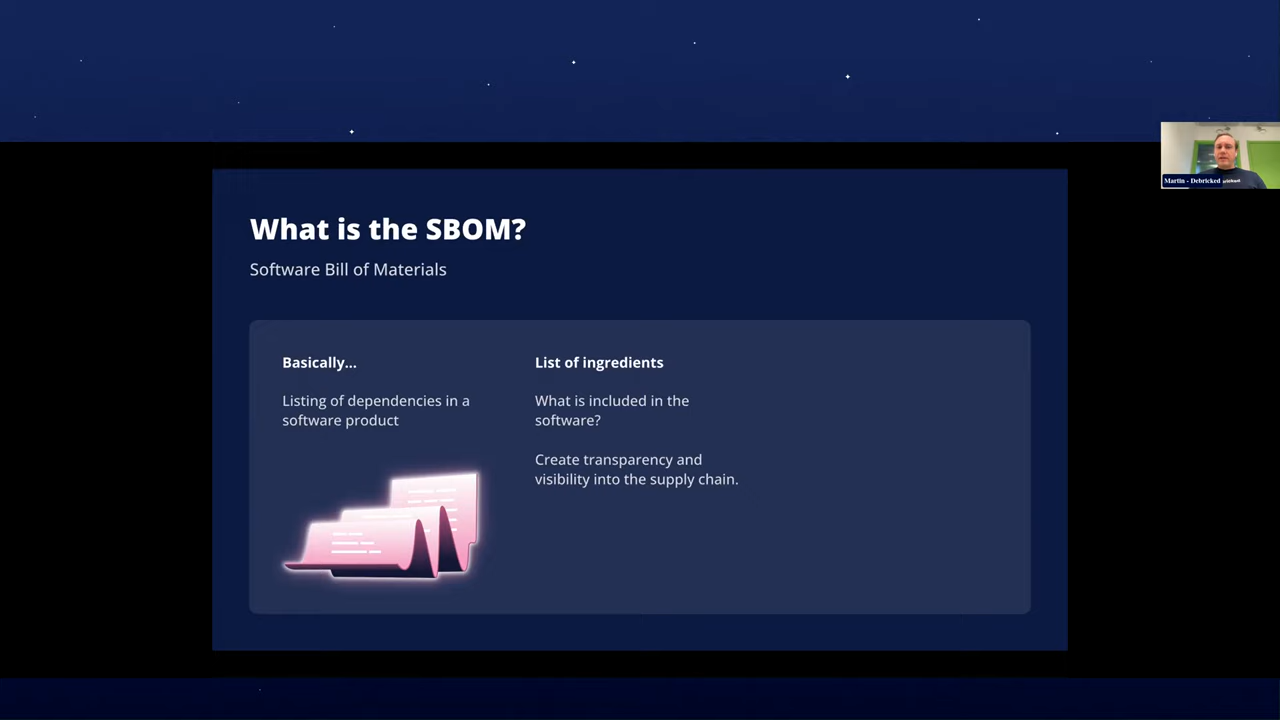 What is the SBOM?
Software Bill of Materials
Basically...
Listing of dependencies in a
software product
List of ingredients
What is included in the
software?
Create transparency and
visibility into the supply chain.
Martin - Debricked